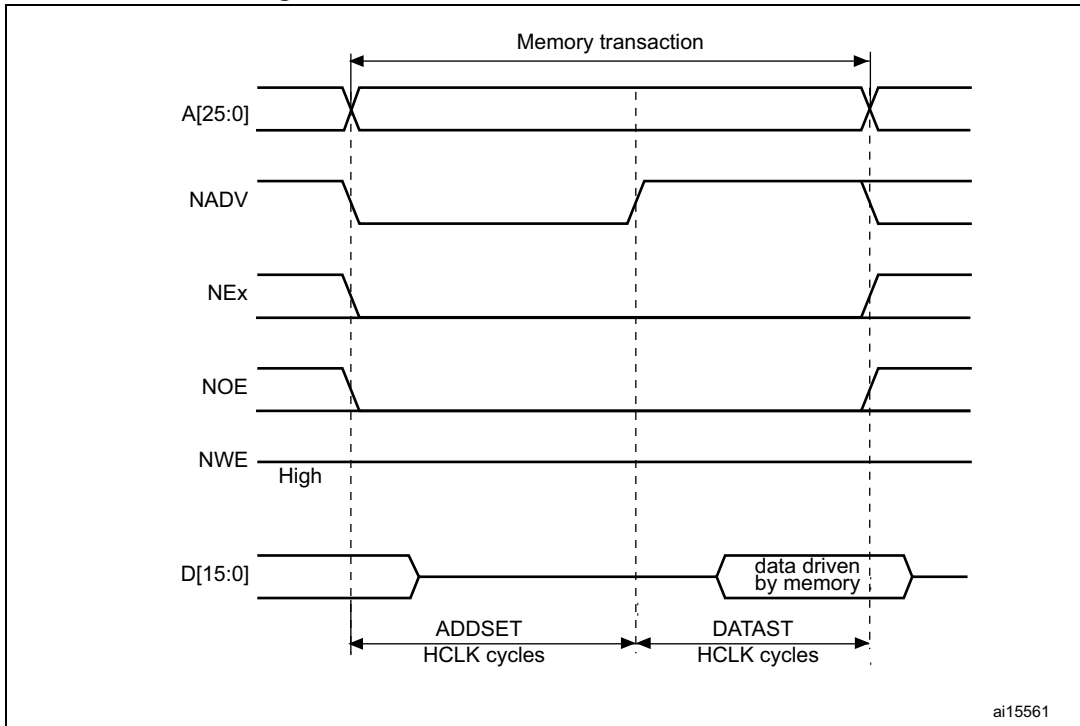 Memory transaction
A[25:0]
NADV
NEx
NOE
NWE
High
D[15:0]
data driven
by memory
ADDSET
HCLK cycles
DATAST
HCLK cycles
ai15561